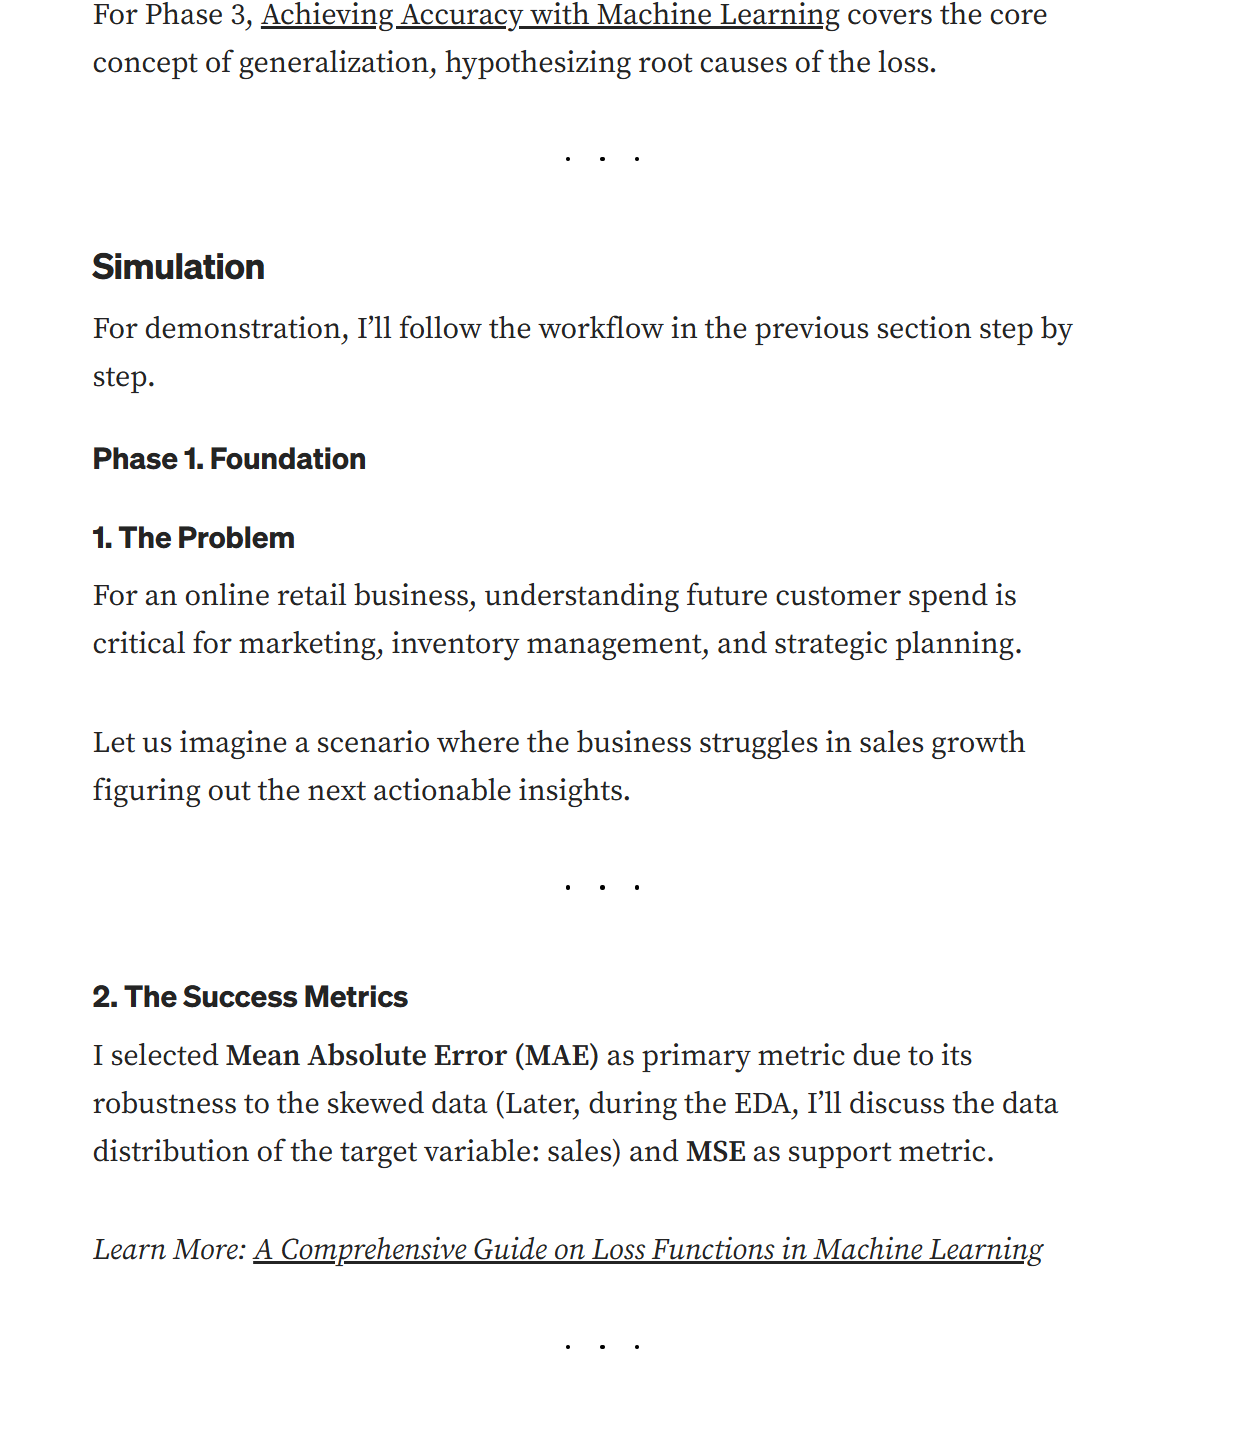 For Phase 3, Achieving Accuracy with Machine Learning covers the core
concept of generalization, hypothesizing root causes of the loss.
. . .
Simulation
For demonstration, I’ll follow the workflow in the previous section step by
step.
Phase 1. Foundation
1. The Problem
For an online retail business, understanding future customer spend is
critical for marketing, inventory management, and strategic planning.
Let us imagine a scenario where the business struggles in sales growth
figuring out the next actionable insights.
. . .
2. The Success Metrics
I selected Mean Absolute Error (MAE) as primary metric due to its
robustness to the skewed data (Later, during the EDA, I’ll discuss the data
distribution of the target variable: sales) and MSE as support metric.
Learn More: A Comprehensive Guide on Loss Functions in Machine Learning
. . .